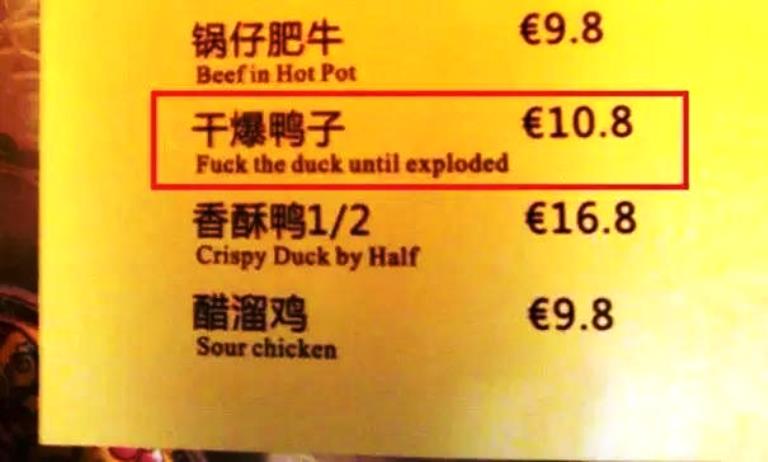 锅仔肥牛 €9.8
Beef in Hot Pot
干爆鸭子 €10.8
Fuck the duck until exploded
香酥鸭1/2 €16.8
Crispy Duck by Half
醋溜鸡 €9.8
Sour chicken